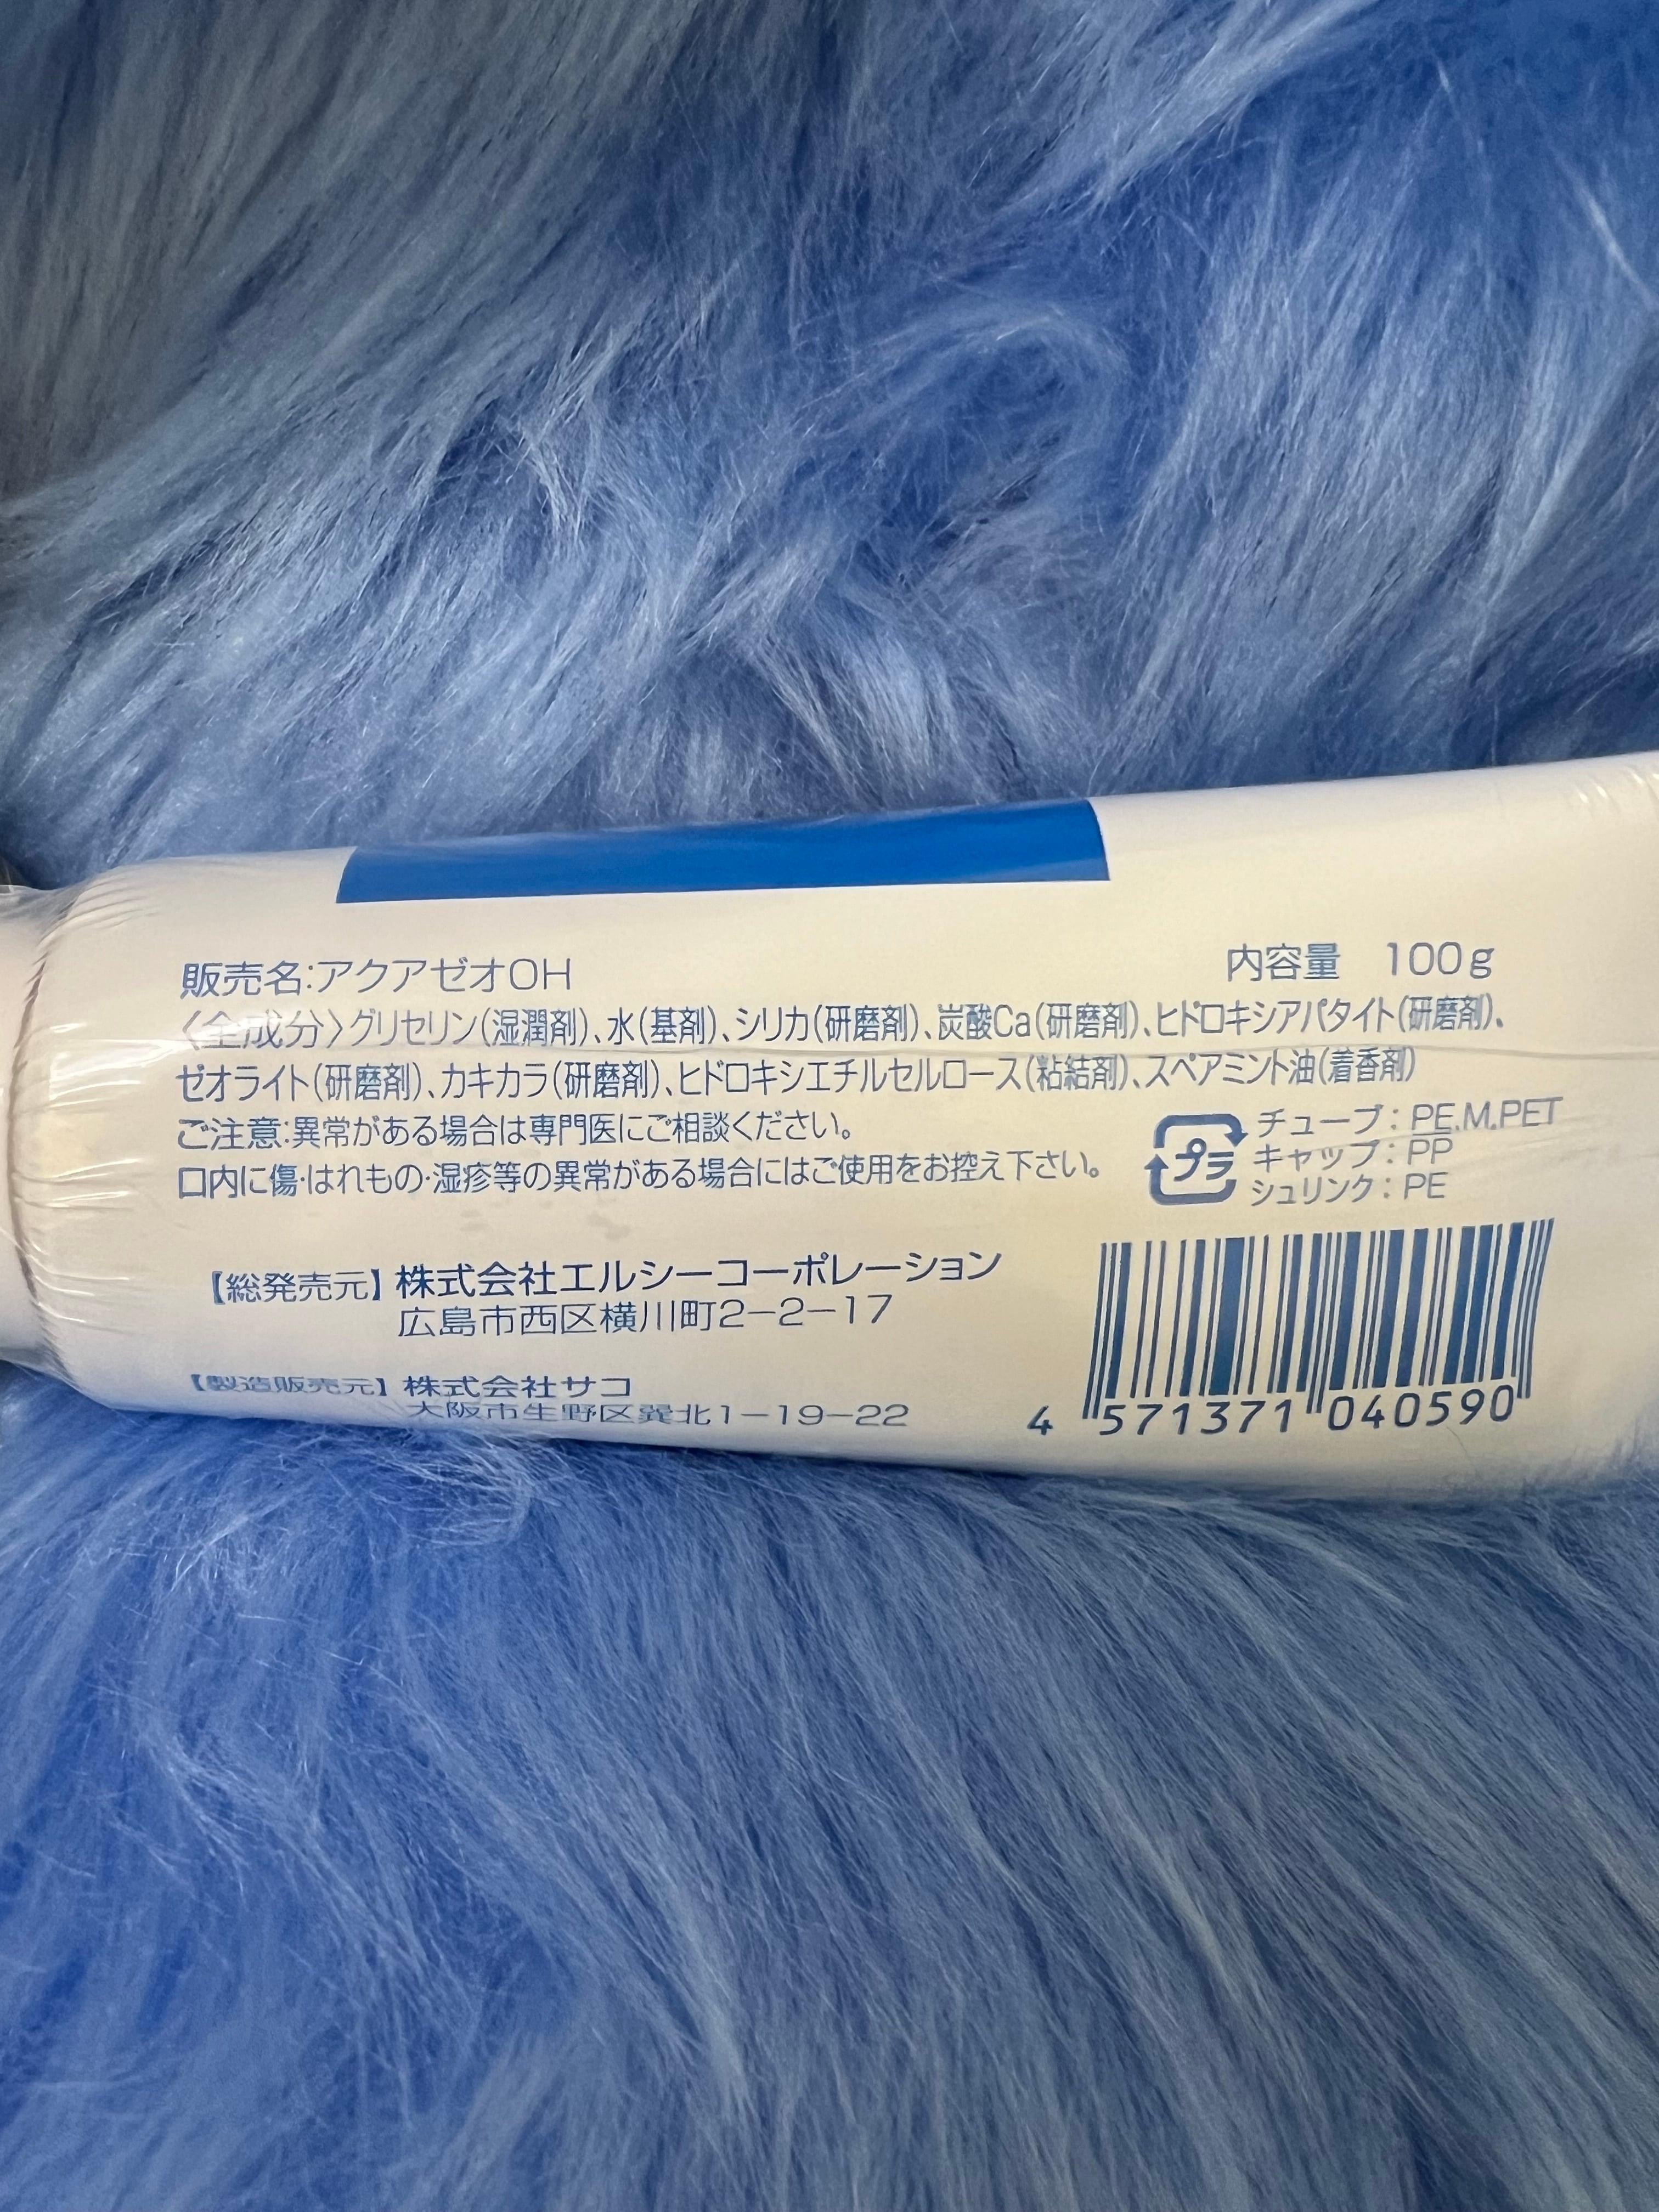 販売名:アクアゼオOH
内容量 100g
〈全成分〉グリセリン(湿潤剤)、水(基剤)、シリカ(研磨剤)、炭酸Ca(研磨剤)、ヒドロキシアパタイト(研磨剤)、
ゼオライト(研磨剤)、カキカラ(研磨剤)、ヒドロキシエチルセルロース(粘結剤)、スペアミント油(着香剤)
ご注意:異常がある場合は専門医にご相談ください。
口内に傷・はれもの・湿疹等の異常がある場合にはご使用をお控え下さい。
プラ
チューブ:PE.M.PET
キャップ:PP
シュリンク:PE
【総発売元】株式会社エルシーコーポレーション
広島市西区横川町2-2-17
【製造販売元】株式会社サコ
大阪市生野区巽北1-19-22
4 571371 040590